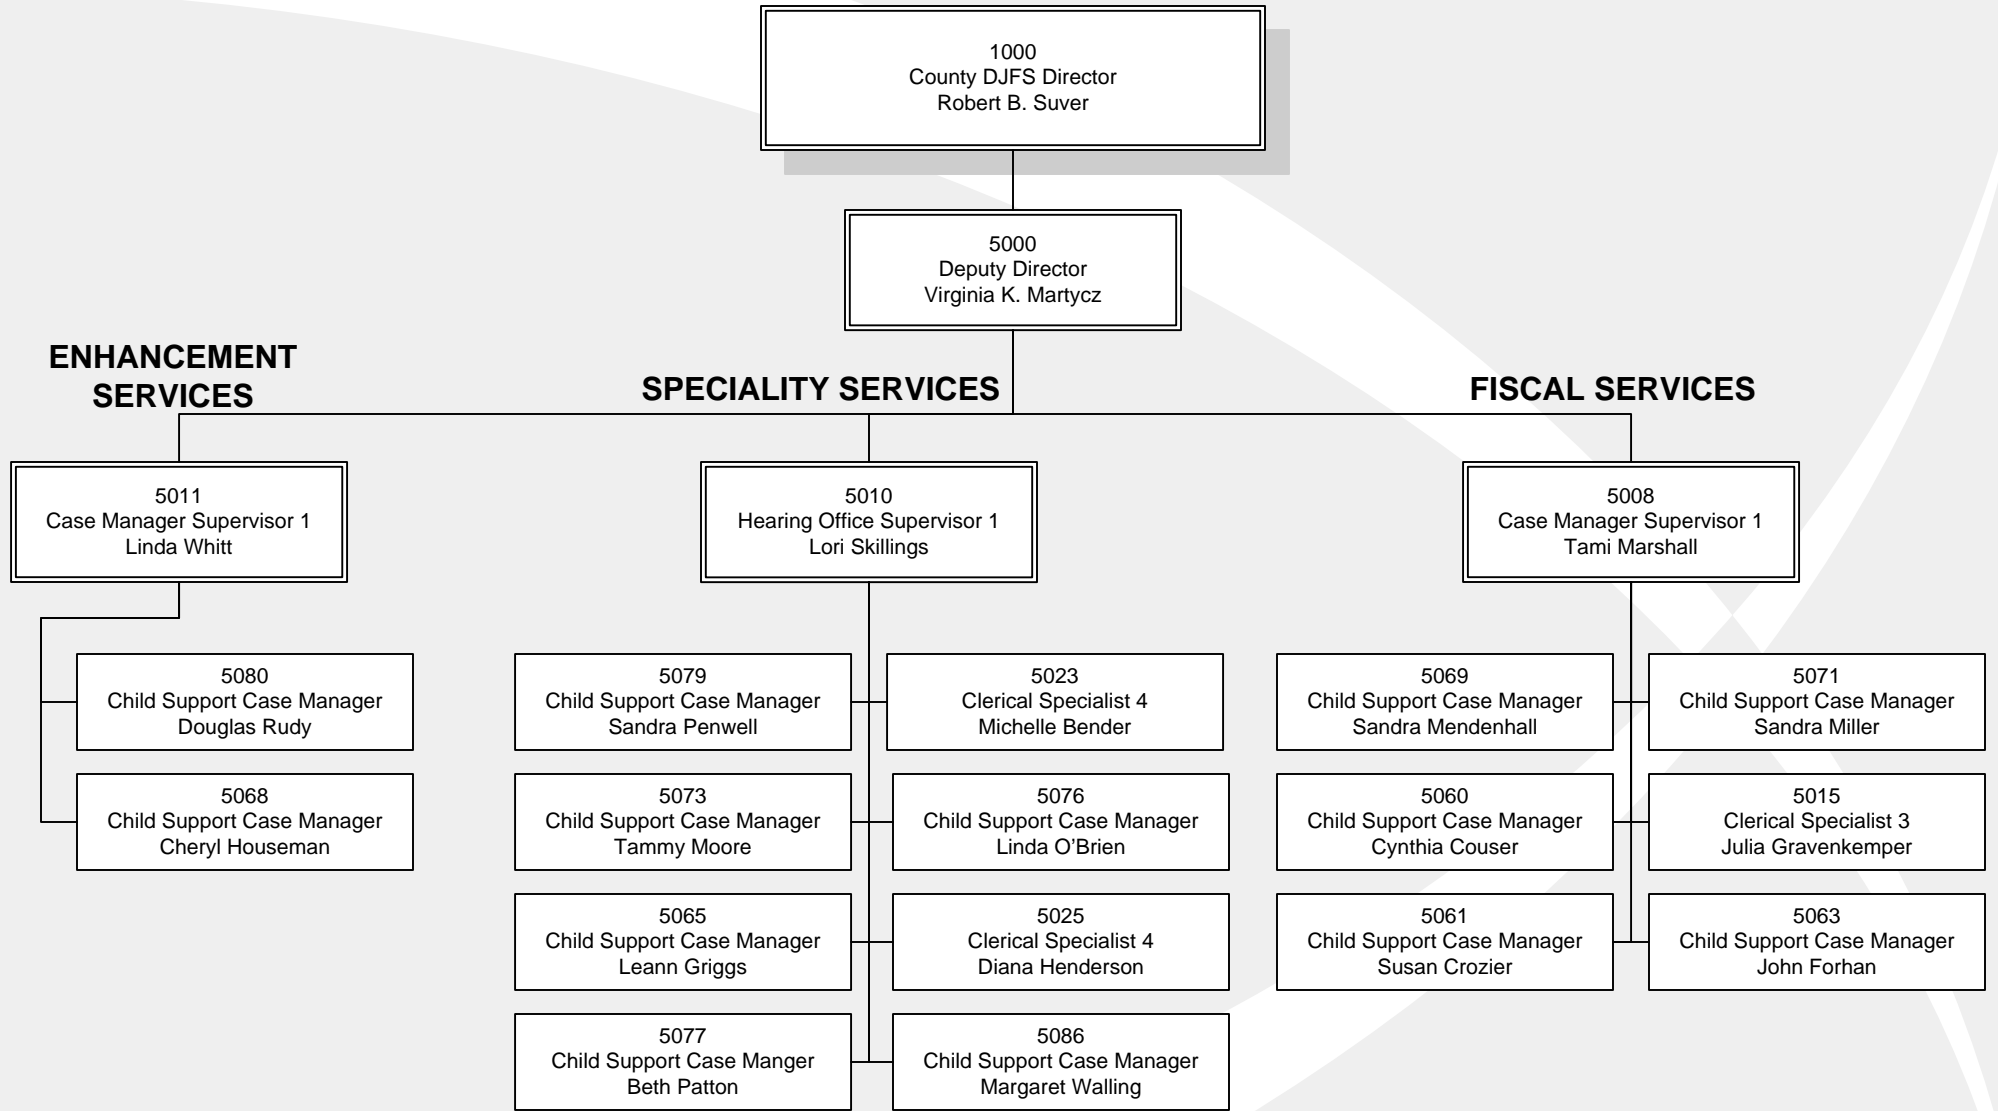 1000
County DJFS Director
Robert B. Suver
5000
Deputy Director
Virginia K. Martycz
ENHANCEMENT
SERVICES
SPECIALITY SERVICES
FISCAL SERVICES
5011
Case Manager Supervisor 1
Linda Whitt
5010
Hearing Office Supervisor 1
Lori Skillings
5008
Case Manager Supervisor 1
Tami Marshall
5080
Child Support Case Manager
Douglas Rudy
5068
Child Support Case Manager
Cheryl Houseman
5079
Child Support Case Manager
Sandra Penwell
5023
Clerical Specialist 4
Michelle Bender
5073
Child Support Case Manager
Tammy Moore
5076
Child Support Case Manager
Linda O’Brien
5065
Child Support Case Manager
Leann Griggs
5025
Clerical Specialist 4
Diana Henderson
5077
Child Support Case Manger
Beth Patton
5086
Child Support Case Manager
Margaret Walling
5069
Child Support Case Manager
Sandra Mendenhall
5071
Child Support Case Manager
Sandra Miller
5060
Child Support Case Manager
Cynthia Couser
5015
Clerical Specialist 3
Julia Gravenkemper
5061
Child Support Case Manager
Susan Crozier
5063
Child Support Case Manager
John Forhan